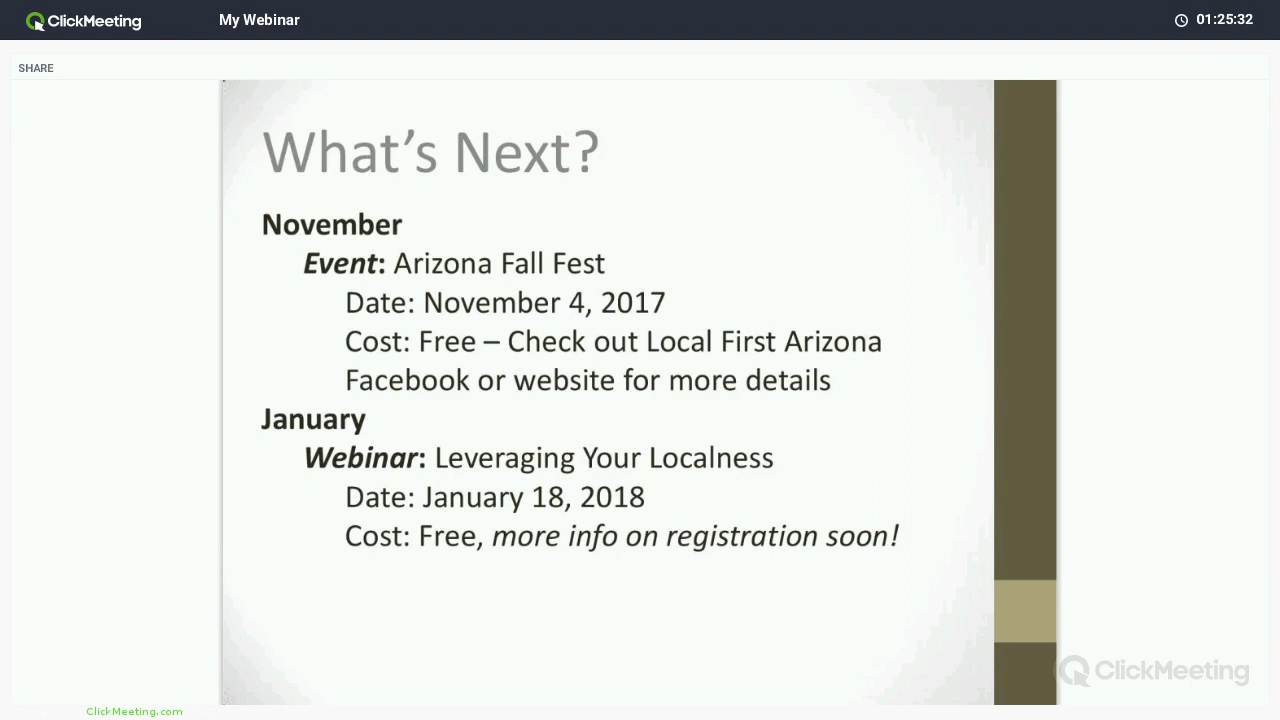 ClickMeeting
My Webinar
01:25:32
SHARE
What's Next?
November
Event: Arizona Fall Fest
Date: November 4, 2017
Cost: Free – Check out Local First Arizona
Facebook or website for more details
January
Webinar: Leveraging Your Localness
Date: January 18, 2018
Cost: Free, more info on registration soon!
ClickMeeting
ClickMeeting.com